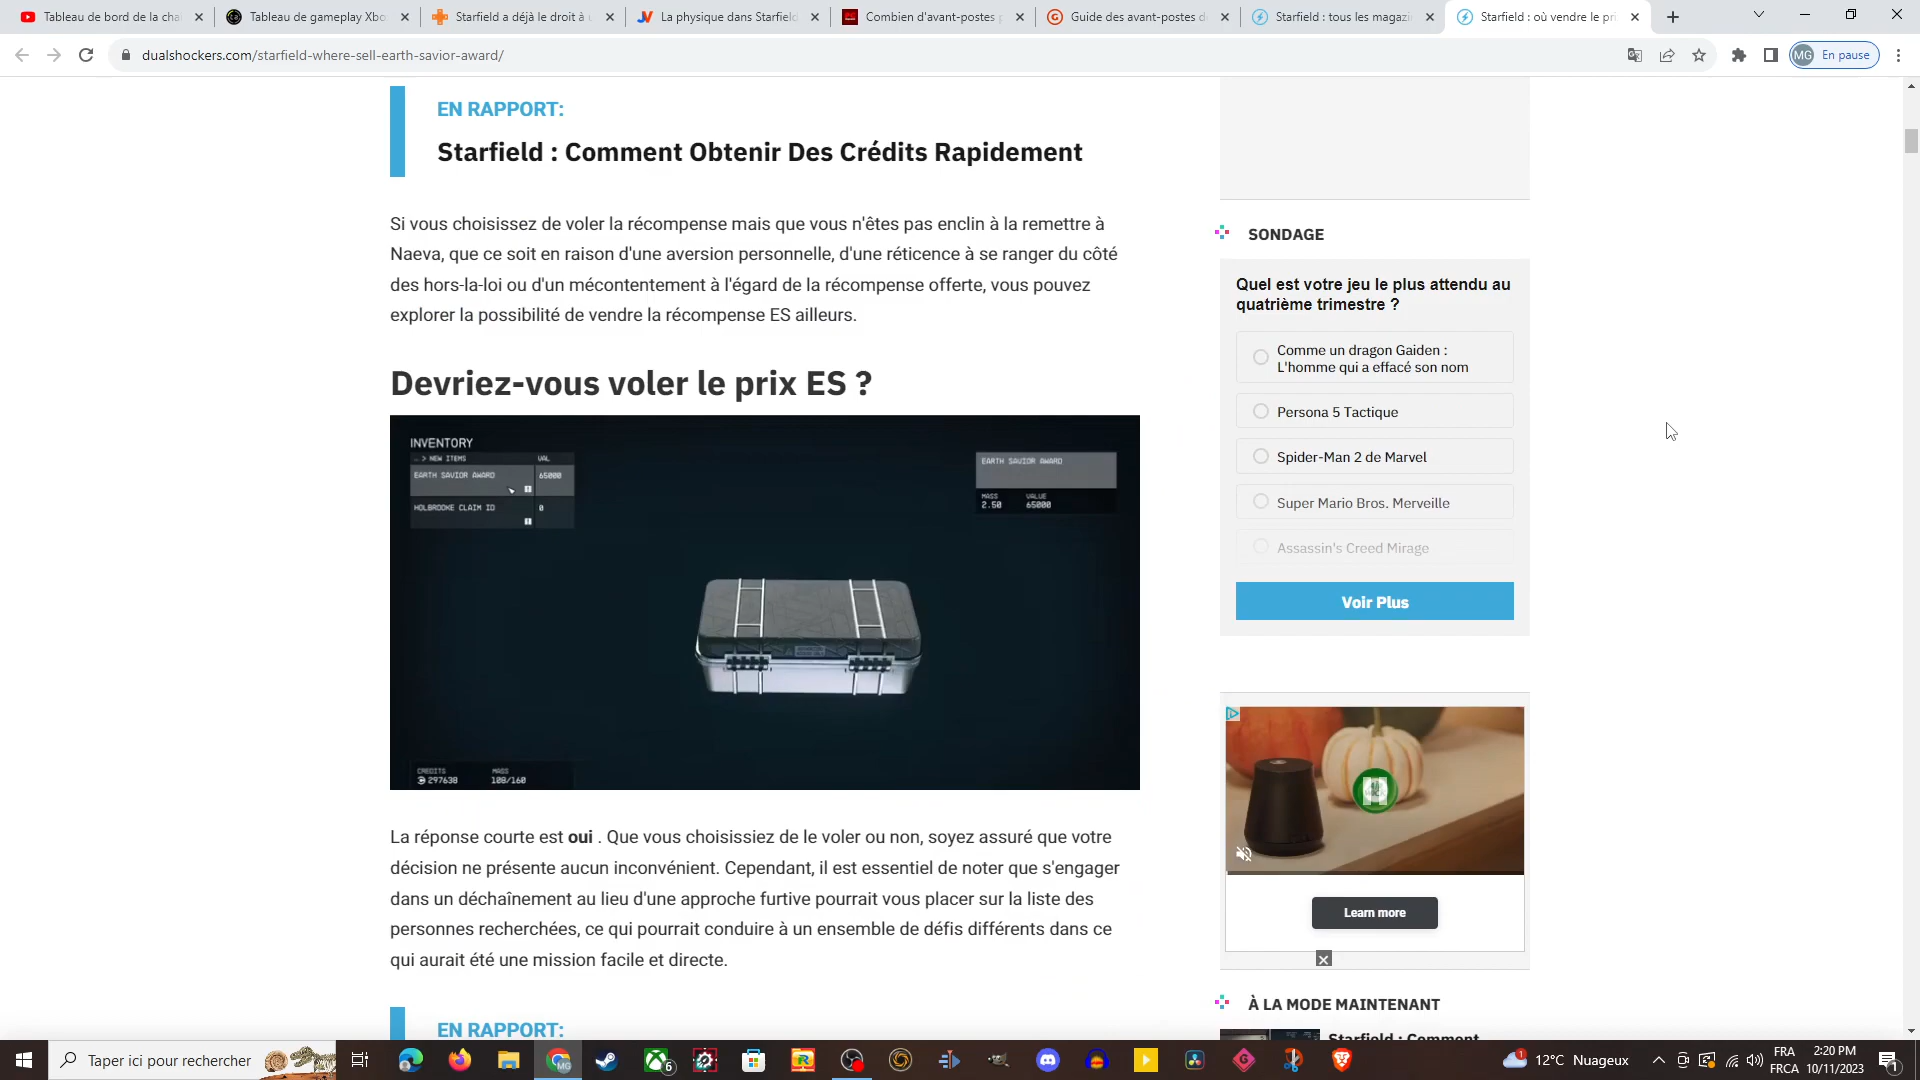 Tableau de bord de la cha
Tableau de gameplay Xbo
Starfield a déjà le droit à u
La physique dans Starfield
Combien d'avant-postes p
Guide des avant-postes d
Starfield : tous les magazi
Starfield : où vendre le pri
dualshockers.com/starfield-where-sell-earth-savior-award/
MG
En pause
EN RAPPORT:
Starfield : Comment Obtenir Des Crédits Rapidement
Si vous choisissez de voler la récompense mais que vous n'êtes pas enclin à la remettre à
Naeva, que ce soit en raison d'une aversion personnelle, d'une réticence à se ranger du côté
des hors-la-loi ou d'un mécontentement à l'égard de la récompense offerte, vous pouvez
explorer la possibilité de vendre la récompense ES ailleurs.
Devriez-vous voler le prix ES ?
INVENTORY
.. > NEW ITEMS VAL
EARTH SAVIOR AWARD 65000
HOLBROOKE CLAIM ID 0
EARTH SAVIOR AWARD
MASS VALUE
2.50 65000
CREDITS MASS
297638 108/160
La réponse courte est oui . Que vous choisissiez de le voler ou non, soyez assuré que votre
décision ne présente aucun inconvénient. Cependant, il est essentiel de noter que s'engager
dans un déchaînement au lieu d'une approche furtive pourrait vous placer sur la liste des
personnes recherchées, ce qui pourrait conduire à un ensemble de défis différents dans ce
qui aurait été une mission facile et directe.
EN RAPPORT:
SONDAGE
Quel est votre jeu le plus attendu au
quatrième trimestre ?
Comme un dragon Gaiden :
L'homme qui a effacé son nom
Persona 5 Tactique
Spider-Man 2 de Marvel
Super Mario Bros. Merveille
Assassin's Creed Mirage
Voir Plus
Learn more
À LA MODE MAINTENANT
Starfield : Comment
Taper ici pour rechercher
6
12°C Nuageux
FRA
FRCA
2:20 PM
10/11/2023